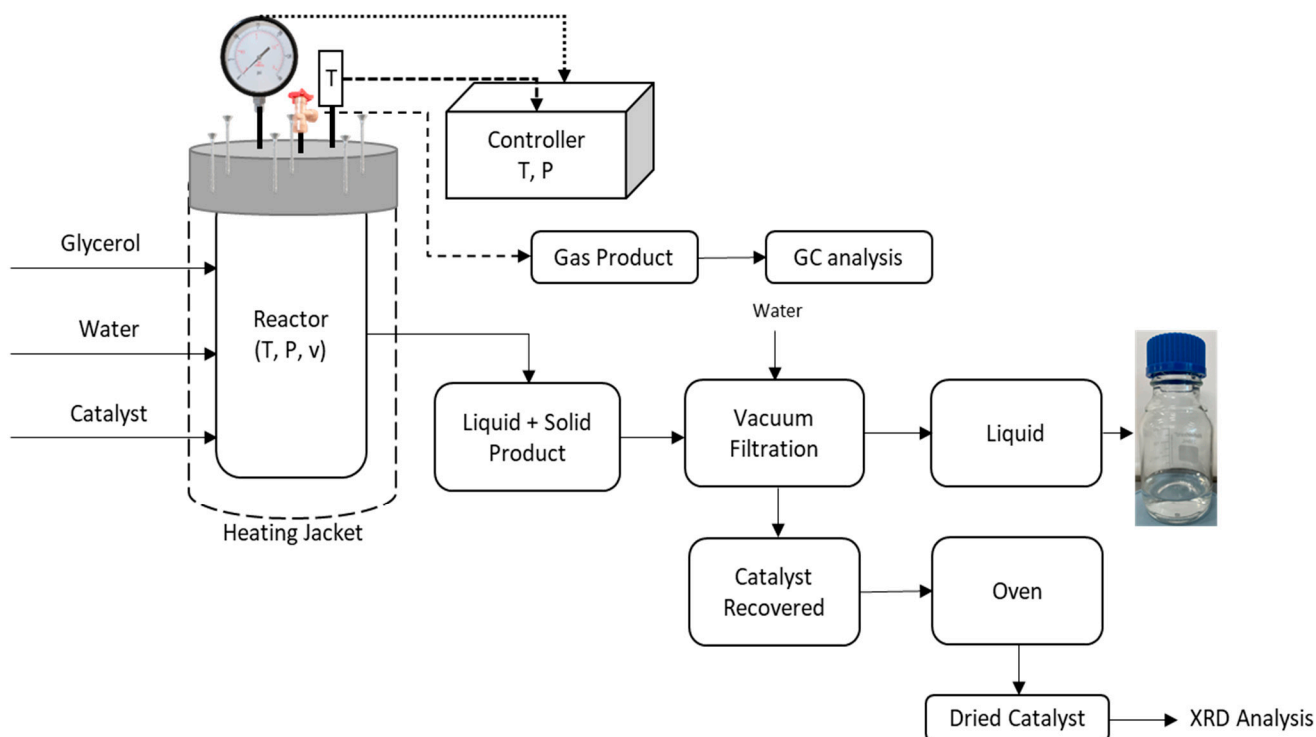 T
Controller
T, P
Glycerol
Gas Product
GC analysis
Water
Reactor
(T, P, v)
Water
Catalyst
Liquid + Solid
Product
Vacuum
Filtration
Liquid
Heating Jacket
Catalyst
Recovered
Oven
Dried Catalyst
XRD Analysis